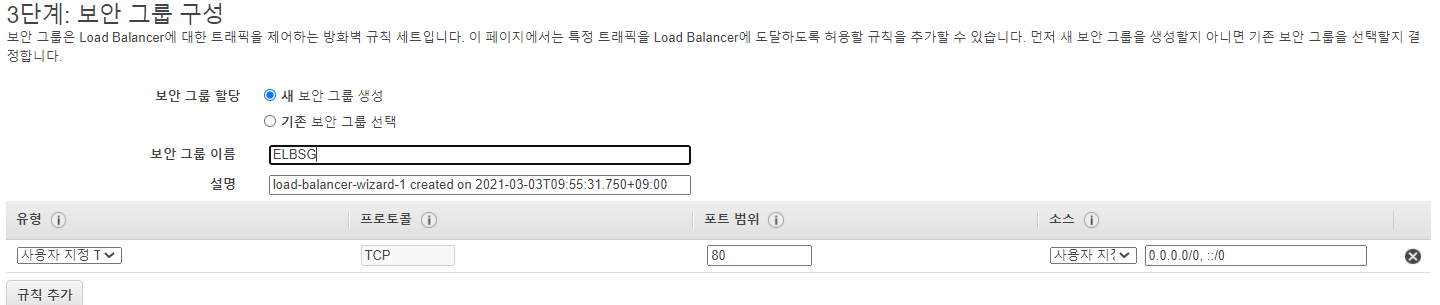 3단계: 보안 그룹 구성
보안 그룹은 Load Balancer에 대한 트래픽을 제어하는 방화벽 규칙 세트입니다. 이 페이지에서는 특정 트래픽을 Load Balancer에 도달하도록 허용할 규칙을 추가할 수 있습니다. 먼저 새 보안 그룹을 생성할지 아니면 기존 보안 그룹을 선택할지 결
정합니다.
보안 그룹 할당 새 보안 그룹 생성
기존 보안 그룹 선택
보안 그룹 이름 ELBSG
설명 load-balancer-wizard-1 created on 2021-03-03T09:55:31.750+09:00
유형 프로토콜 포트 범위 소스
사용자 지정 T TCP 80 사용자 지정 0.0.0.0/0, ::/0
규칙 추가